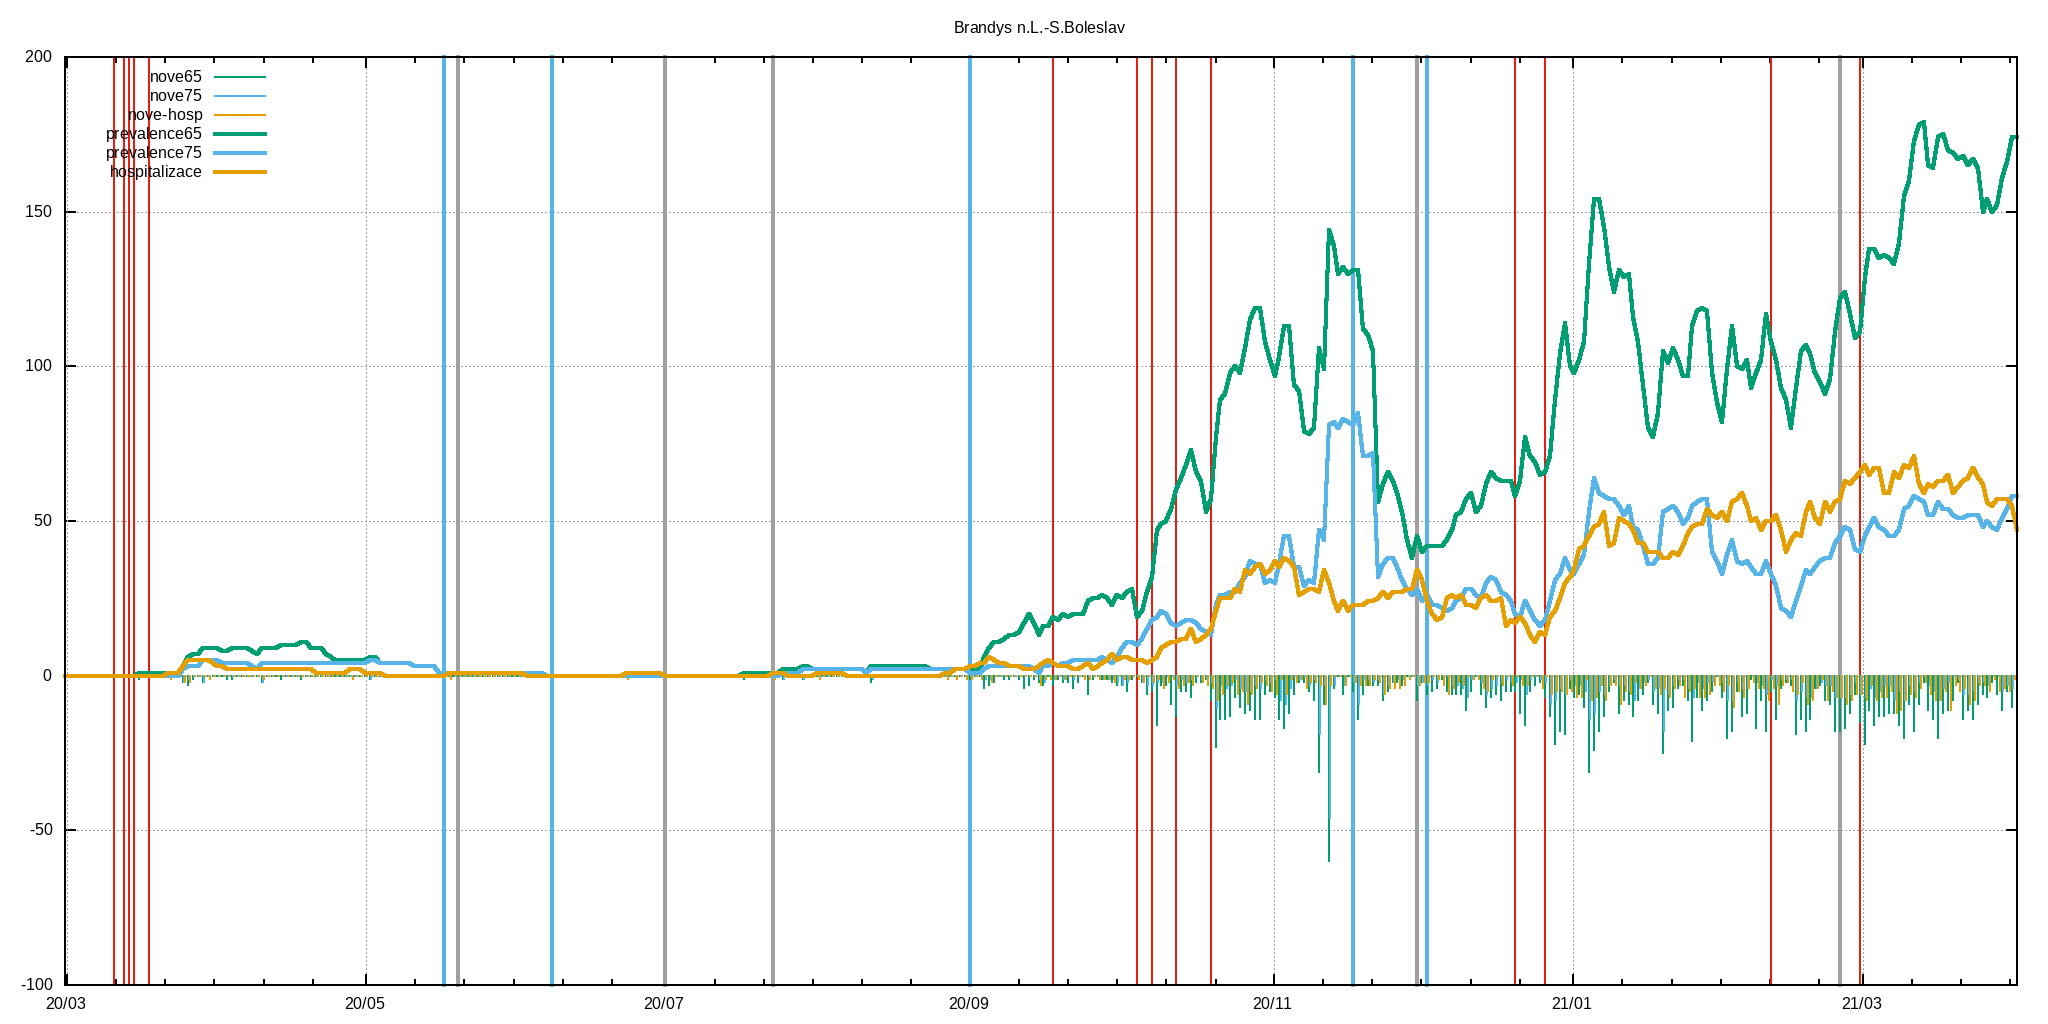 Brandys n.L.-S.Boleslav
nove65
nove75
nove-hosp
prevalence65
prevalence75
hospitalizace
200
150
100
50
0
-50
-100
20/03 20/05 20/07 20/09 20/11 21/01 21/03